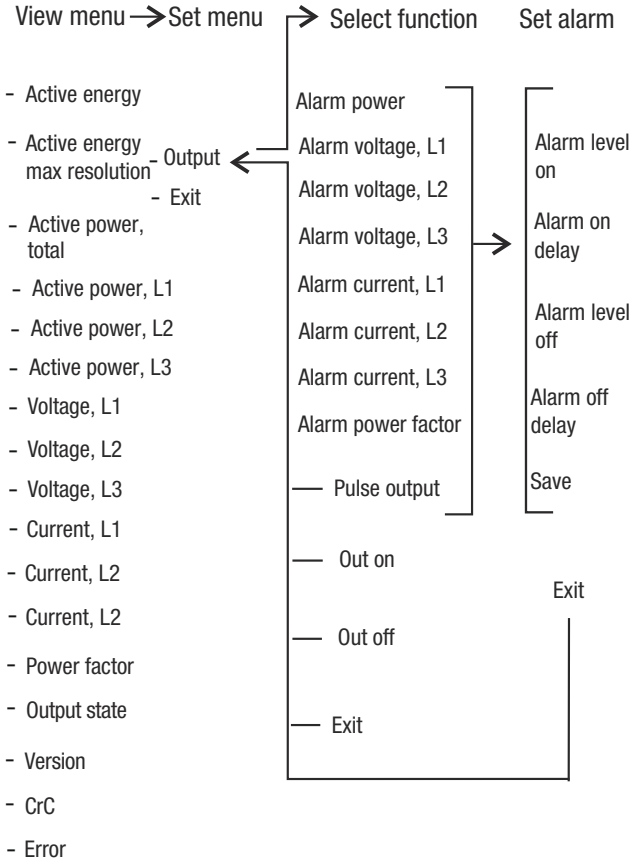 View menu
Set menu
Select function
Set alarm
- Active energy
- Active energy
max resolution
- Active power,
total
- Active power, L1
- Active power, L2
- Active power, L3
- Voltage, L1
- Voltage, L2
- Voltage, L3
- Current, L1
- Current, L2
- Current, L2
- Power factor
- Output state
- Version
- CrC
- Error
- Output
- Exit
Alarm power
Alarm voltage, L1
Alarm voltage, L2
Alarm voltage, L3
Alarm current, L1
Alarm current, L2
Alarm current, L3
Alarm power factor
Pulse output
Out on
Out off
Exit
Alarm level
on
Alarm on
delay
Alarm level
off
Alarm off
delay
Save
Exit